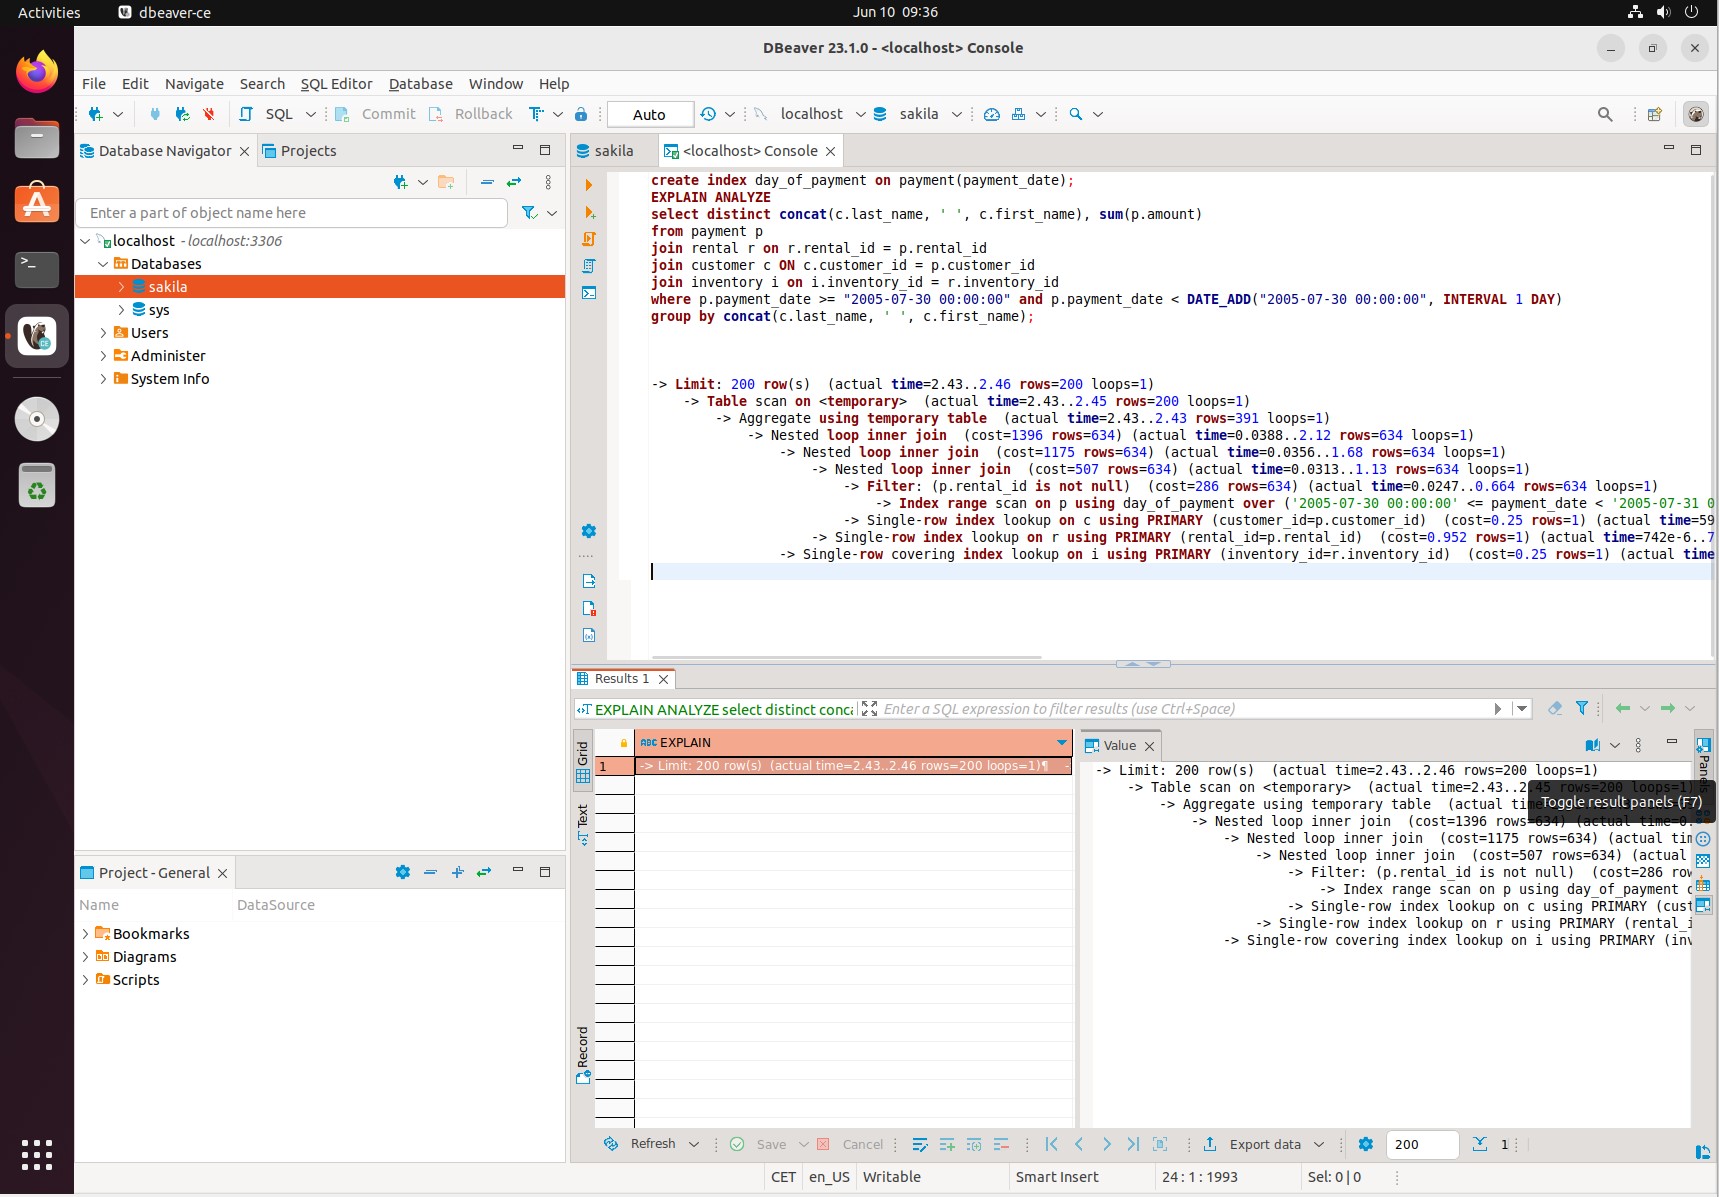 Activities dbeaver-ce Jun 10 09:36
DBeaver 23.1.0 - <localhost> Console
File Edit Navigate Search SQL Editor Database Window Help
SQL Commit Rollback Auto localhost sakila
Database Navigator Projects
Enter a part of object name here
localhost - localhost:3306
Databases
sakila
sys
Users
Administer
System Info
Project - General
Name DataSource
Bookmarks
Diagrams
Scripts
sakila <localhost> Console
create index day_of_payment on payment(payment_date);
EXPLAIN ANALYZE
select distinct concat(c.last_name, ' ', c.first_name), sum(p.amount)
from payment p
join rental r on r.rental_id = p.rental_id
join customer c ON c.customer_id = p.customer_id
join inventory i on i.inventory_id = r.inventory_id
where p.payment_date >= "2005-07-30 00:00:00" and p.payment_date < DATE_ADD("2005-07-30 00:00:00", INTERVAL 1 DAY)
group by concat(c.last_name, ' ', c.first_name);
-> Limit: 200 row(s)  (actual time=2.43..2.46 rows=200 loops=1)
-> Table scan on <temporary>  (actual time=2.43..2.45 rows=200 loops=1)
-> Aggregate using temporary table  (actual time=2.43..2.43 rows=391 loops=1)
-> Nested loop inner join  (cost=1396 rows=634) (actual time=0.0388..2.12 rows=634 loops=1)
-> Nested loop inner join  (cost=1175 rows=634) (actual time=0.0356..1.68 rows=634 loops=1)
-> Nested loop inner join  (cost=507 rows=634) (actual time=0.0313..1.13 rows=634 loops=1)
-> Filter: (p.rental_id is not null)  (cost=286 rows=634) (actual time=0.0247..0.664 rows=634 loops=1)
-> Index range scan on p using day_of_payment over ('2005-07-30 00:00:00' <= payment_date < '2005-07-31 0
-> Single-row index lookup on c using PRIMARY (customer_id=p.customer_id)  (cost=0.25 rows=1) (actual time=59
-> Single-row index lookup on r using PRIMARY (rental_id=p.rental_id)  (cost=0.952 rows=1) (actual time=742e-6..7
-> Single-row covering index lookup on i using PRIMARY (inventory_id=r.inventory_id)  (cost=0.25 rows=1) (actual time
Results 1
EXPLAIN ANALYZE select distinct conca Enter a SQL expression to filter results (use Ctrl+Space)
Grid
Text
Record
ABC EXPLAIN
1 -> Limit: 200 row(s)  (actual time=2.43..2.46 rows=200 loops=1)¶ -
Value
-> Limit: 200 row(s)  (actual time=2.43..2.46 rows=200 loops=1)
-> Table scan on <temporary>  (actual time=2.43..2.45 rows=200 loops=1)
-> Aggregate using temporary table  (actual tim
-> Nested loop inner join  (cost=1396 rows=634) (actual time=0.
-> Nested loop inner join  (cost=1175 rows=634) (actual tim
-> Nested loop inner join  (cost=507 rows=634) (actual
-> Filter: (p.rental_id is not null)  (cost=286 row
-> Index range scan on p using day_of_payment
-> Single-row index lookup on c using PRIMARY (cust
-> Single-row index lookup on r using PRIMARY (rental_i
-> Single-row covering index lookup on i using PRIMARY (inv
Panels
Toggle result panels (F7)
Refresh Save Cancel Export data 200 1
CET en_US Writable Smart Insert 24 : 1 : 1993 Sel: 0 | 0